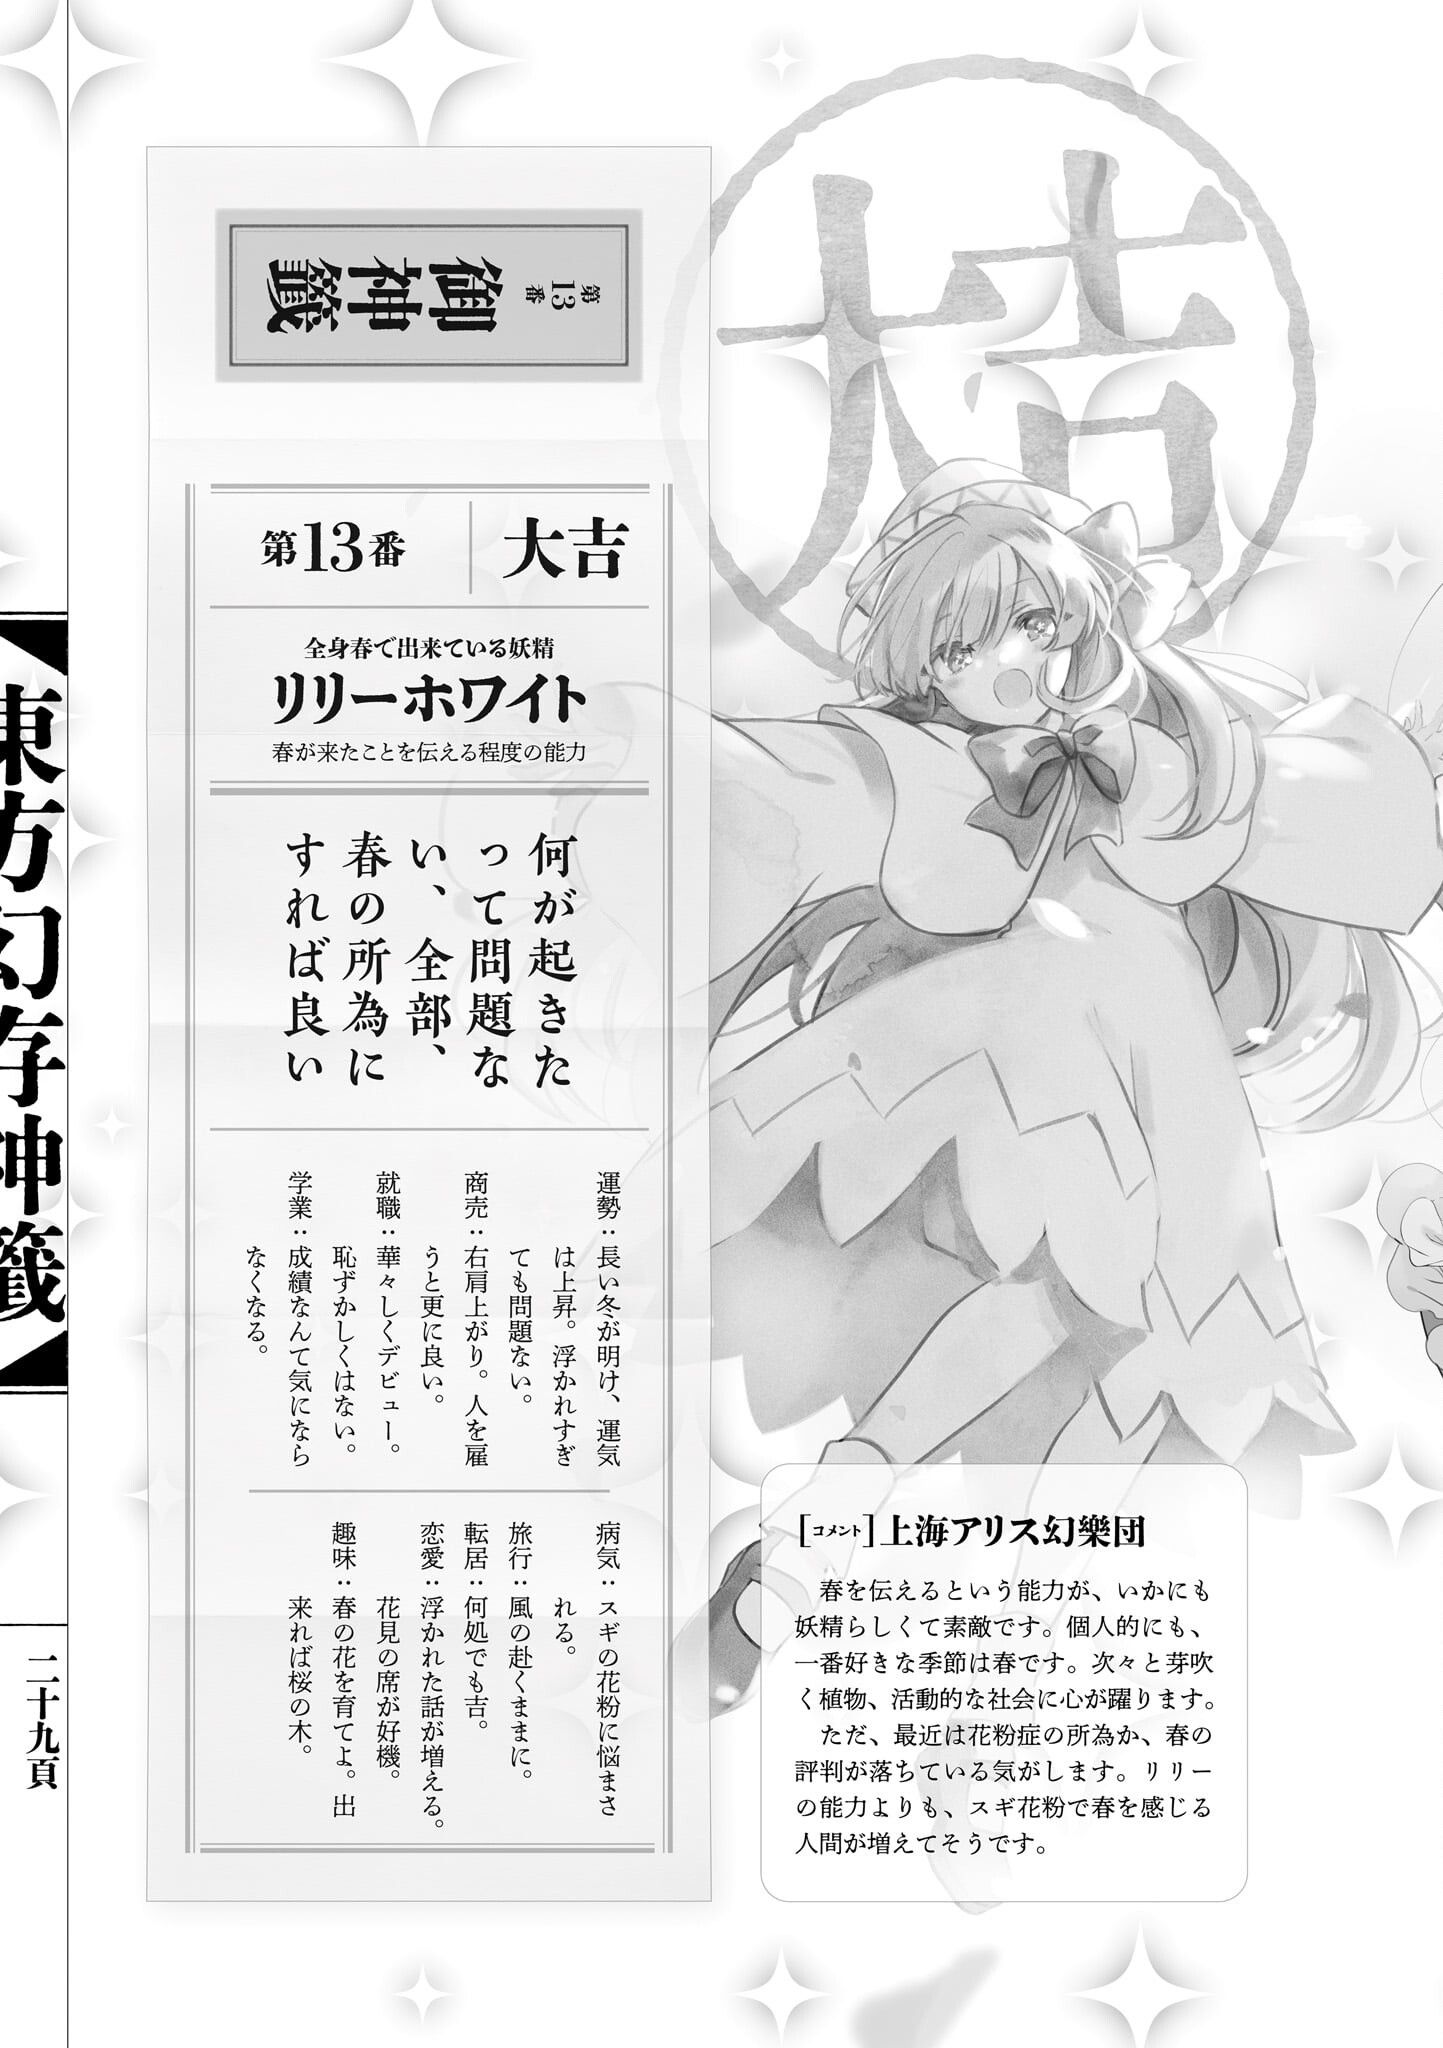 大吉
御神籤
第13番
大吉
第13番
全身春で出来ている妖精
リリーホワイト
春が来たことを伝える程度の能力
何が起きた
って問題な
い、全部、
春の所為に
すれば良い
運勢：長い冬が明け、運気
は上昇。浮かれすぎ
ても問題ない。
商売：右肩上がり。人を雇
うと更に良い。
就職：華々しくデビュー。
恥ずかしくはない。
学業：成績なんて気になら
なくなる。
病気：スギの花粉に悩まさ
れる。
旅行：風の赴くままに。
転居：何処でも吉。
恋愛：浮かれた話が増える。
花見の席が好機。
趣味：春の花を育てよ。出
来れば桜の木。
［コメント］上海アリス幻樂団
　春を伝えるという能力が、いかにも
妖精らしくて素敵です。個人的にも、
一番好きな季節は春です。次々と芽吹
く植物、活動的な社会に心が躍ります。
　ただ、最近は花粉症の所為か、春の
評判が落ちている気がします。リリー
の能力よりも、スギ花粉で春を感じる
人間が増えてそうです。
【東方幻存神籤】
二十九頁